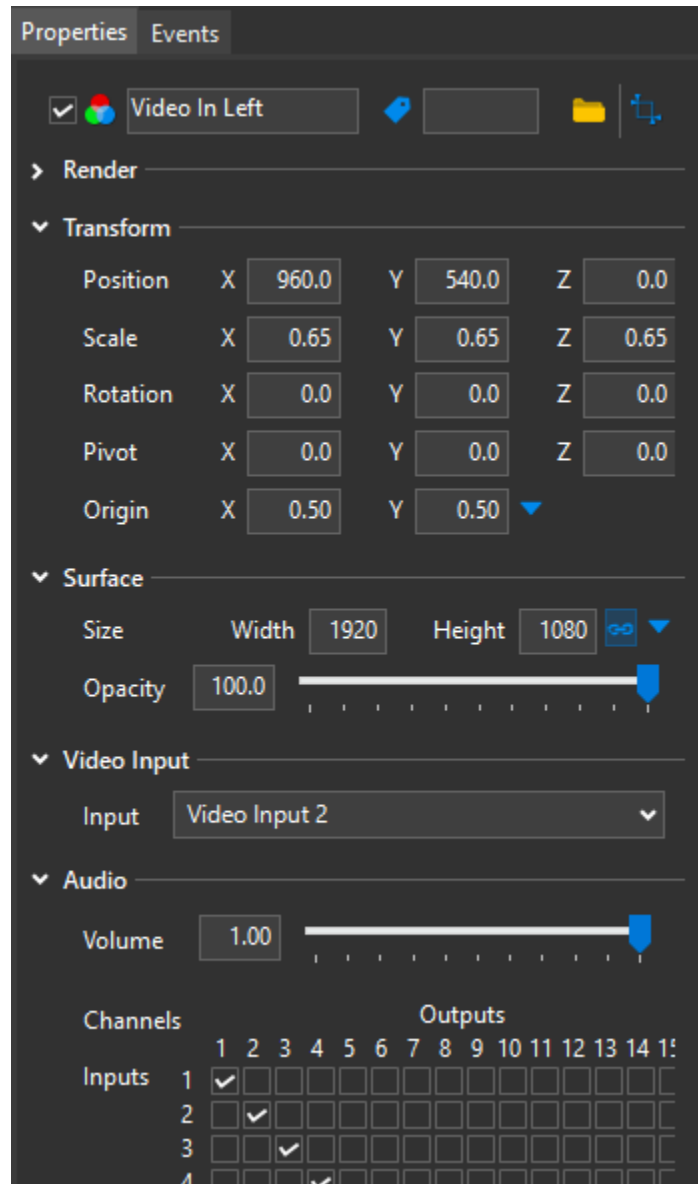 Properties Events
Video In Left
Render
Transform
Position X 960.0 Y 540.0 Z 0.0
Scale X 0.65 Y 0.65 Z 0.65
Rotation X 0.0 Y 0.0 Z 0.0
Pivot X 0.0 Y 0.0 Z 0.0
Origin X 0.50 Y 0.50
Surface
Size Width 1920 Height 1080
Opacity 100.0
Video Input
Input Video Input 2
Audio
Volume 1.00
Channels Outputs
1 2 3 4 5 6 7 8 9 10 11 12 13 14
Inputs 1
2
3
4